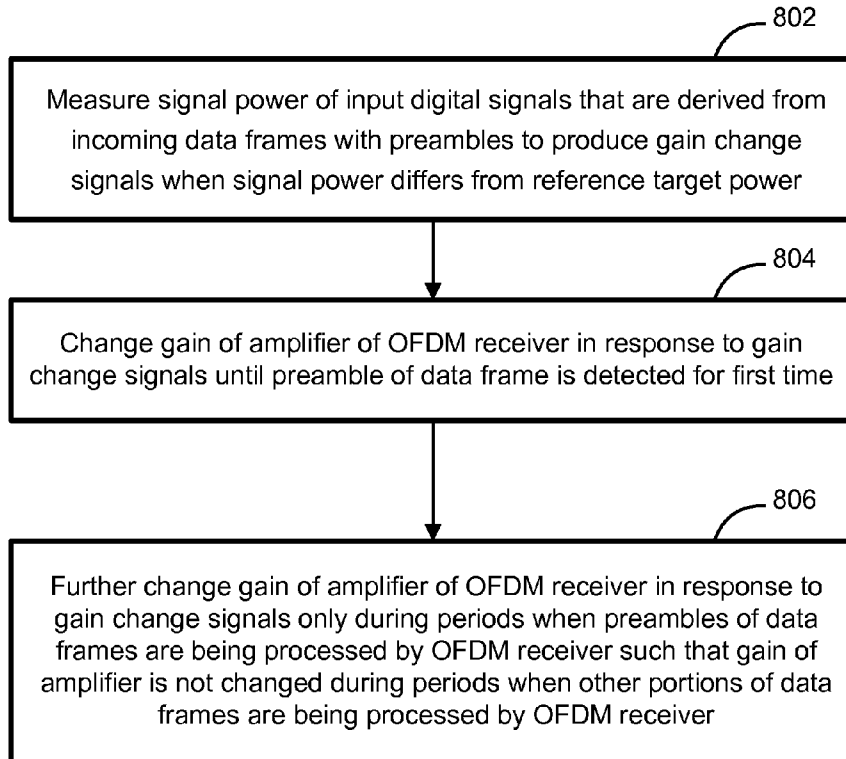 802
Measure signal power of input digital signals that are derived from
incoming data frames with preambles to produce gain change
signals when signal power differs from reference target power
804
Change gain of amplifier of OFDM receiver in response to gain
change signals until preamble of data frame is detected for first time
806
Further change gain of amplifier of OFDM receiver in response to
gain change signals only during periods when preambles of data
frames are being processed by OFDM receiver such that gain of
amplifier is not changed during periods when other portions of data
frames are being processed by OFDM receiver